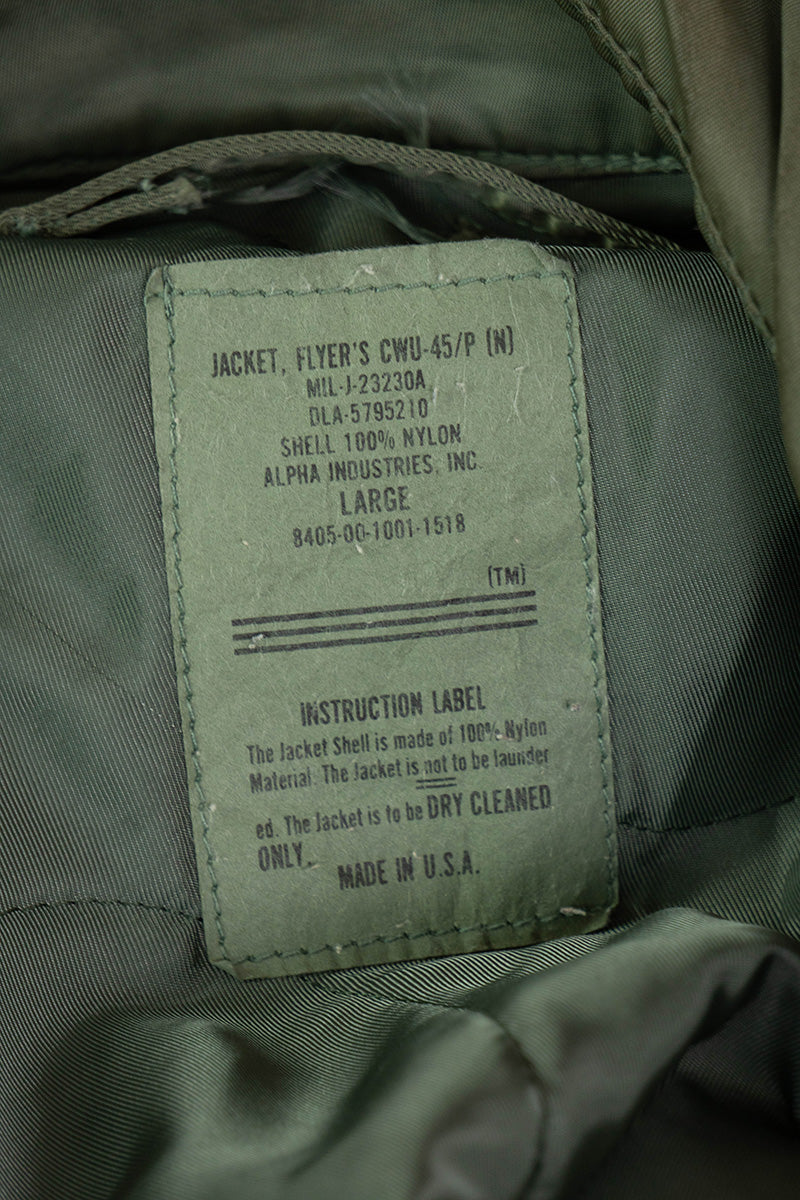 JACKET, FLYER'S CWU-45/P (N)
MIL-J-23230A
DLA-5795210
SHELL 100% NYLON
ALPHA INDUSTRIES, INC.
LARGE
8405-00-1001-1518
(TM)
INSTRUCTION LABEL
The Jacket Shell is made of 100% Nylon
Material. The Jacket is not to be launder
ed. The Jacket is to be DRY CLEANED
ONLY.
MADE IN U.S.A.